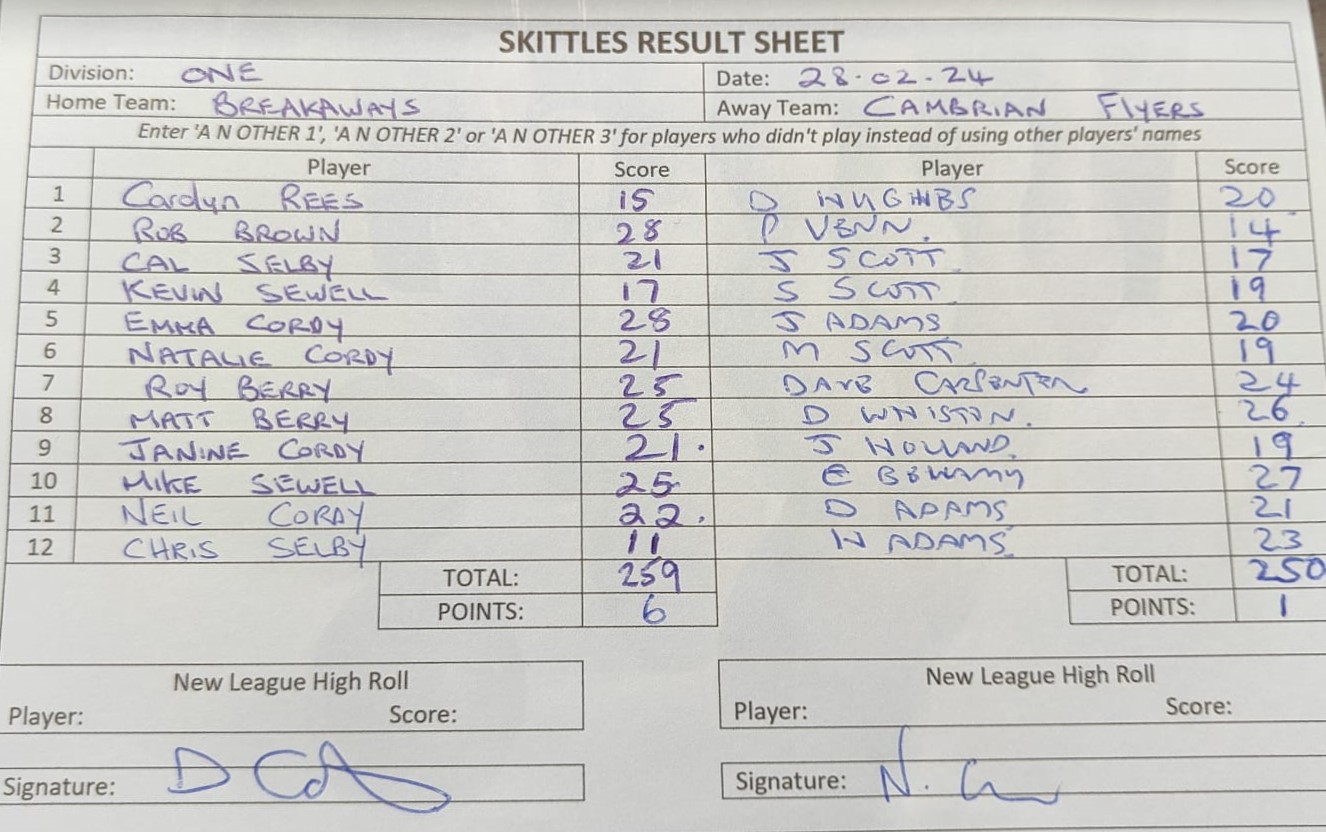 SKITTLES RESULT SHEET
Division: ONE Date: 28-02-24
Home Team: BREAKAWAYS Away Team: CAMBRIAN FLYERS
Enter 'A N OTHER 1', 'A N OTHER 2' or 'A N OTHER 3' for players who didn't play instead of using other players' names
Player Score Player Score
1 Carolyn REES 15 D HUGHES 20
2 ROB BROWN 28 P VENN. 14
3 CAL SELBY 21 J SCOTT 17
4 KEVIN SEWELL 17 S SCOTT 19
5 EMMA CORDY 28 J ADAMS 20
6 NATALIE CORDY 21 M SCOTT 19
7 ROY BERRY 25 DAVE CARPENTER 24
8 MATT BERRY 25 D WHISTON. 26
9 JANINE CORDY 21. J HOLLAND. 19
10 MIKE SEWELL 25 E BELLAMY 27
11 NEIL CORDY 22. D ADAMS 21
12 CHRIS SELBY 11 N ADAMS 23
TOTAL: 259 TOTAL: 250
POINTS: 6 POINTS: 1
New League High Roll New League High Roll
Player: Score: Player: Score:
Signature: Signature: